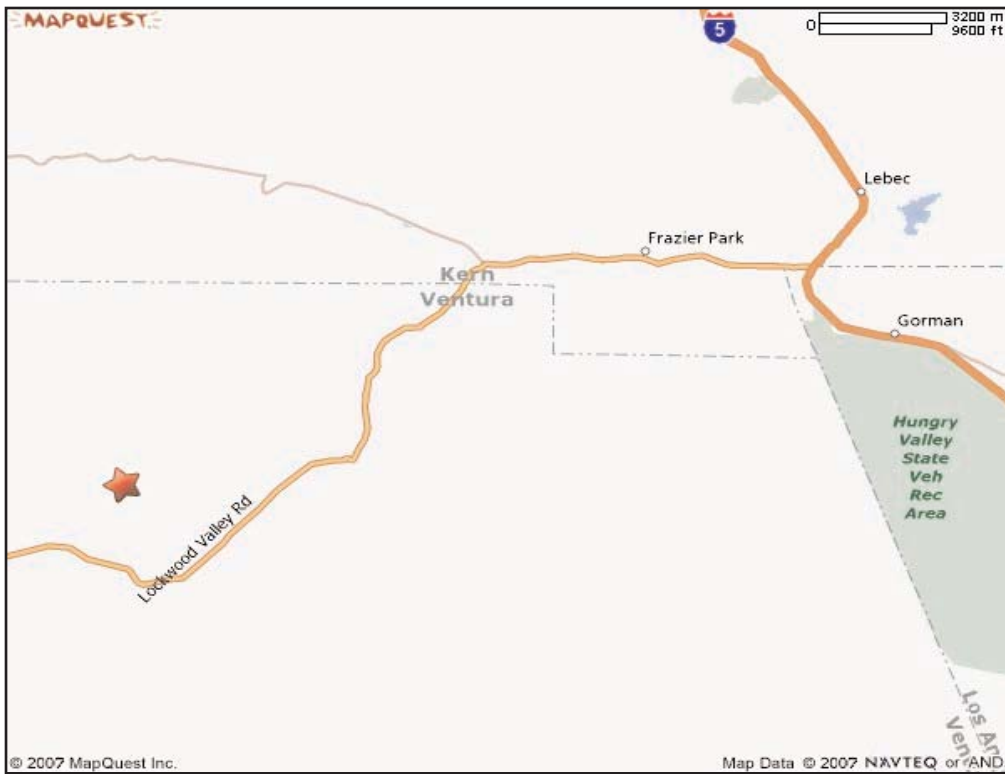 MAPQUEST
0
3200 m
9600 ft
5
Lebec
Frazier Park
Kern
Ventura
Gorman
Hungry
Valley
State
Veh
Rec
Area
Lockwood Valley Rd
Los An
Ven
© 2007 MapQuest Inc.
Map Data © 2007 NAVTEQ or AND